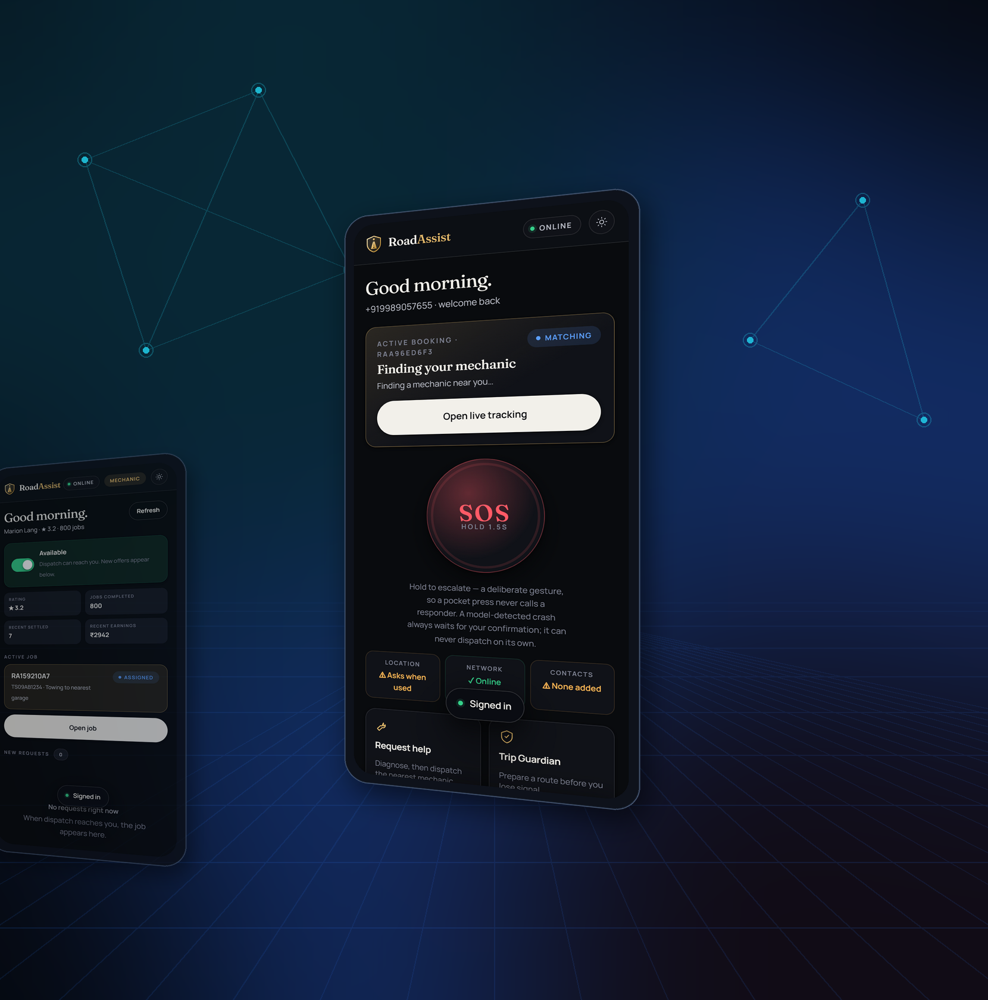 RoadAssist
ONLINE
Good morning.
+919989057655 · welcome back
ACTIVE BOOKING ·
RAA96ED6F3
MATCHING
Finding your mechanic
Finding a mechanic near you...
Open live tracking
SOS
HOLD 1.5S
Hold to escalate — a deliberate gesture,
so a pocket press never calls a
responder. A model-detected crash
always waits for your confirmation; it can
never dispatch on its own.
LOCATION
⚠ Asks when
used
NETWORK
✓ Online
CONTACTS
⚠ None added
Signed in
Request help
Diagnose, then dispatch
the nearest mechanic
Trip Guardian
Prepare a route before you
lose signal
RoadAssist
ONLINE
MECHANIC
Good morning.
Refresh
Marion Lang · ★ 3.2 · 800 jobs
Available
Dispatch can reach you. New offers appear
below.
RATING
★ 3.2
JOBS COMPLETED
800
RECENT SETTLED
7
RECENT EARNINGS
₹2942
ACTIVE JOB
RA159210A7
ASSIGNED
TS09AB1234 · Towing to nearest
garage
Open job
NEW REQUESTS 0
Signed in
No requests right now
When dispatch reaches you, the job
appears here.